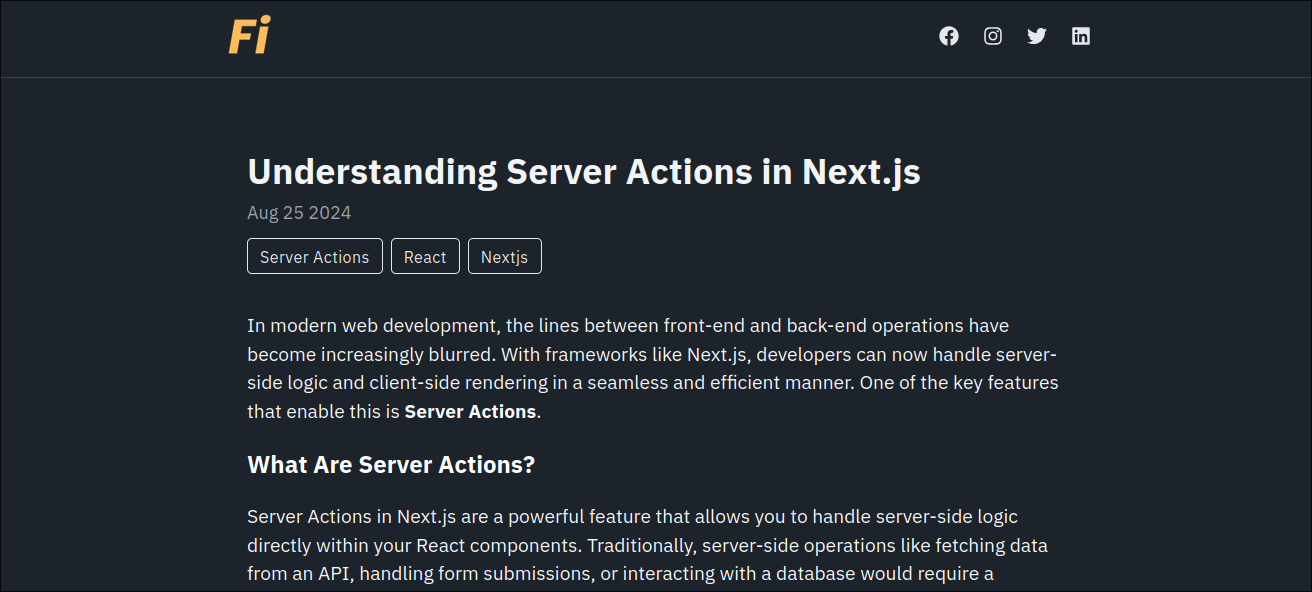 Fi
Understanding Server Actions in Next.js
Aug 25 2024
Server Actions React Nextjs
In modern web development, the lines between front-end and back-end operations have
become increasingly blurred. With frameworks like Next.js, developers can now handle server-
side logic and client-side rendering in a seamless and efficient manner. One of the key features
that enable this is Server Actions.
What Are Server Actions?
Server Actions in Next.js are a powerful feature that allows you to handle server-side logic
directly within your React components. Traditionally, server-side operations like fetching data
from an API, handling form submissions, or interacting with a database would require a